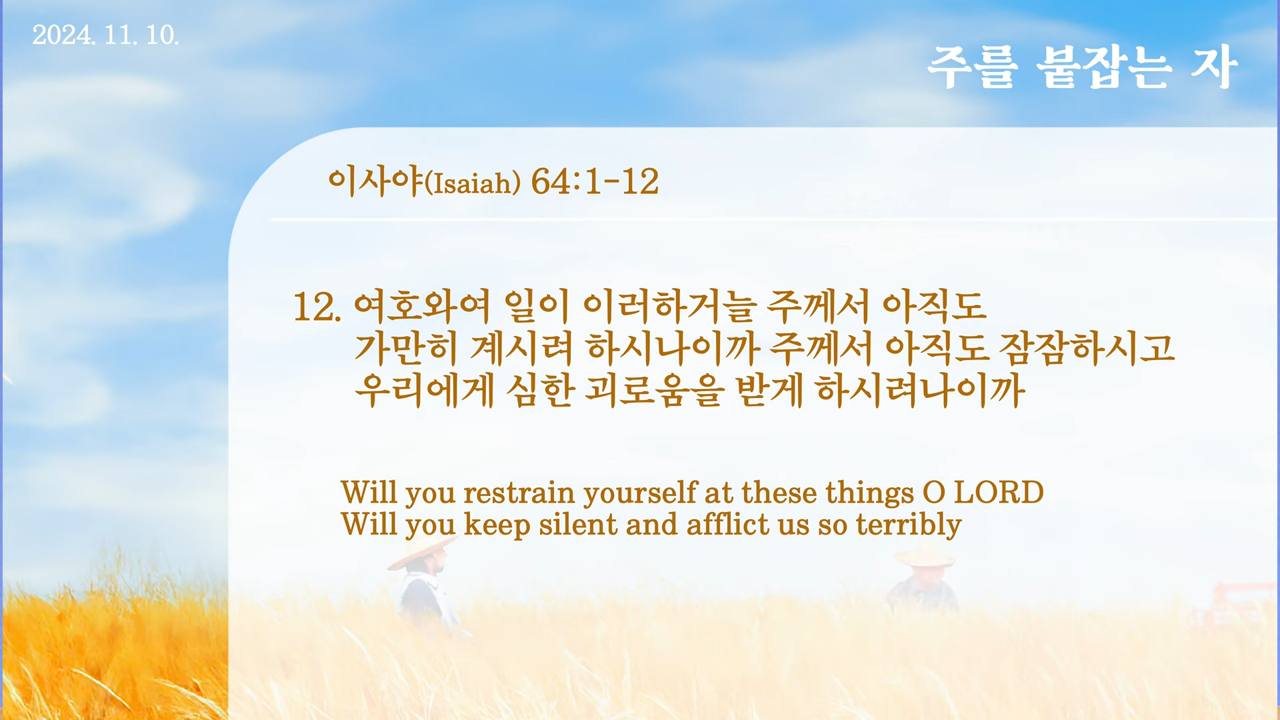 2024. 11. 10.
주를 붙잡는 자
이사야(Isaiah) 64:1-12
12. 여호와여 일이 이러하거늘 주께서 아직도
가만히 계시려 하시나이까 주께서 아직도 잠잠하시고
우리에게 심한 괴로움을 받게 하시려나이까
Will you restrain yourself at these things O LORD
Will you keep silent and afflict us so terribly